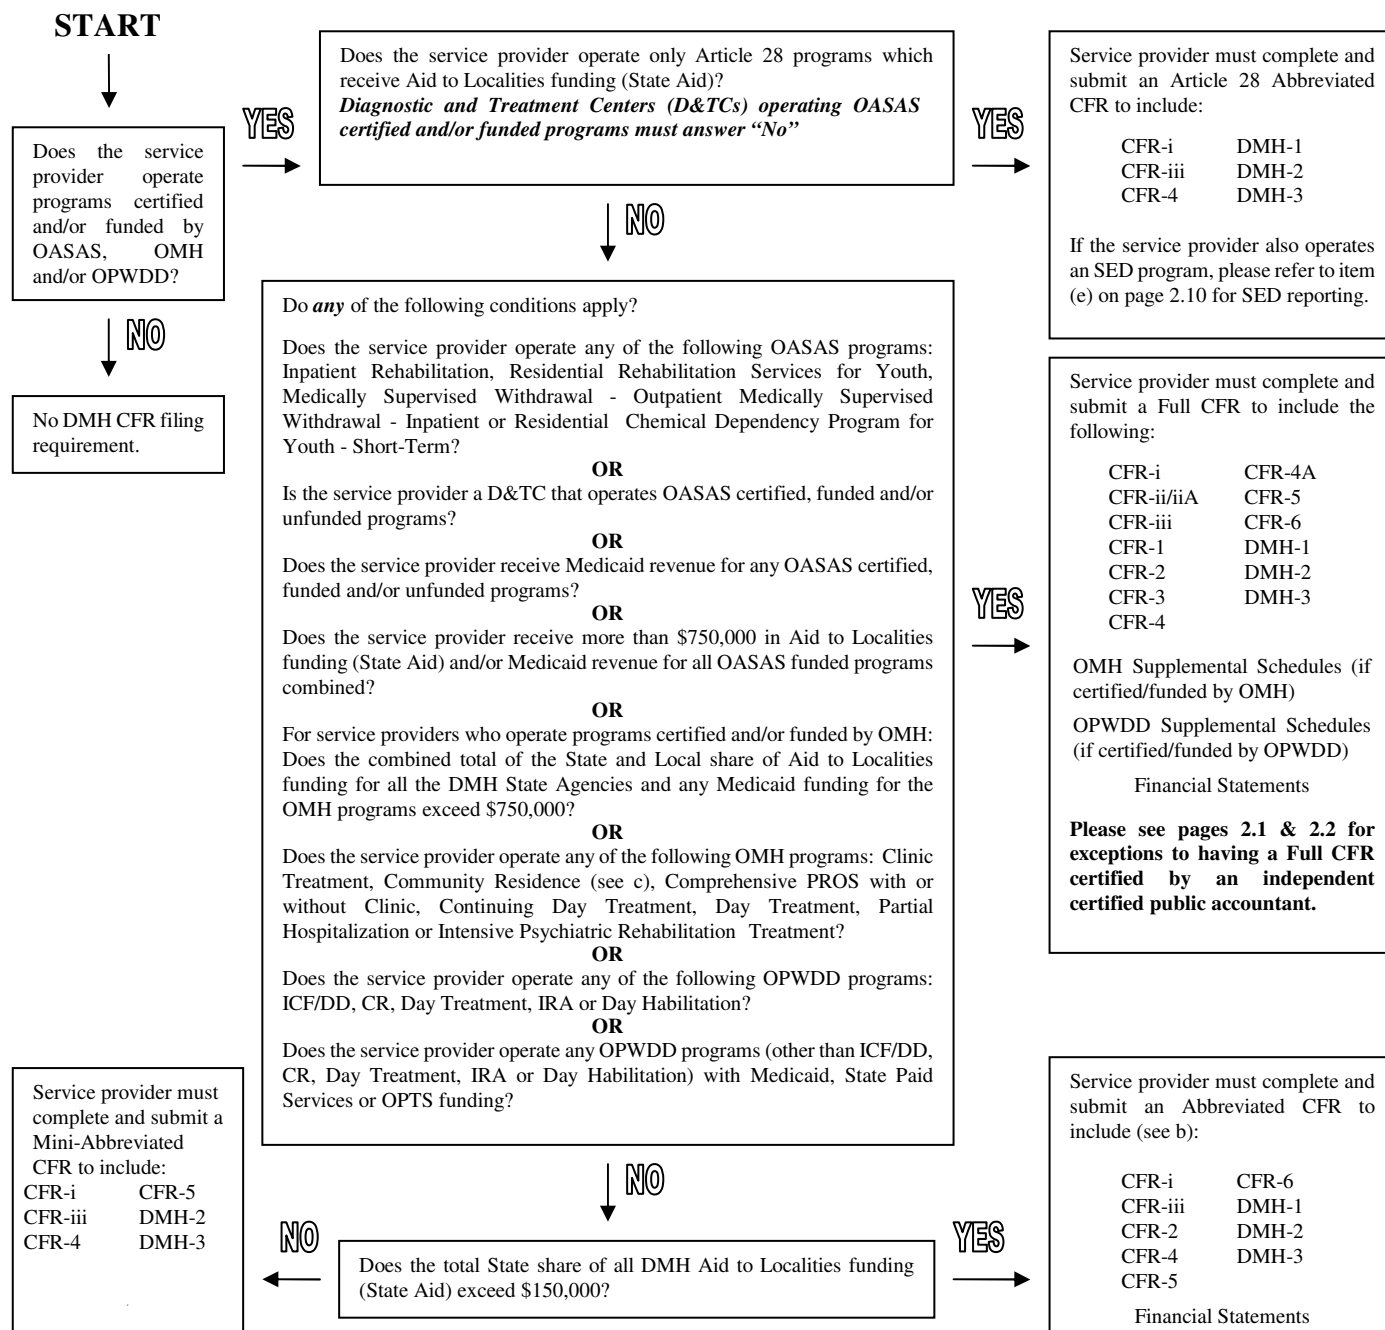 START
Does the service
provider operate
programs certified
and/or funded by
OASAS, OMH
and/or OPWDD?
YES
Does the service provider operate only Article 28 programs which
receive Aid to Localities funding (State Aid)?
Diagnostic and Treatment Centers (D&TCs) operating OASAS
certified and/or funded programs must answer “No”
YES
Service provider must complete and
submit an Article 28 Abbreviated
CFR to include:
CFR-i DMH-1
CFR-iii DMH-2
CFR-4 DMH-3
If the service provider also operates
an SED program, please refer to item
(e) on page 2.10 for SED reporting.
NO
No DMH CFR filing
requirement.
NO
Do any of the following conditions apply?
Does the service provider operate any of the following OASAS programs:
Inpatient Rehabilitation, Residential Rehabilitation Services for Youth,
Medically Supervised Withdrawal - Outpatient Medically Supervised
Withdrawal - Inpatient or Residential Chemical Dependency Program for
Youth - Short-Term?
OR
Is the service provider a D&TC that operates OASAS certified, funded and/or
unfunded programs?
OR
Does the service provider receive Medicaid revenue for any OASAS certified,
funded and/or unfunded programs?
OR
Does the service provider receive more than $750,000 in Aid to Localities
funding (State Aid) and/or Medicaid revenue for all OASAS funded programs
combined?
OR
For service providers who operate programs certified and/or funded by OMH:
Does the combined total of the State and Local share of Aid to Localities
funding for all the DMH State Agencies and any Medicaid funding for the
OMH programs exceed $750,000?
OR
Does the service provider operate any of the following OMH programs: Clinic
Treatment, Community Residence (see c), Comprehensive PROS with or
without Clinic, Continuing Day Treatment, Day Treatment, Partial
Hospitalization or Intensive Psychiatric Rehabilitation Treatment?
OR
Does the service provider operate any of the following OPWDD programs:
ICF/DD, CR, Day Treatment, IRA or Day Habilitation?
OR
Does the service provider operate any OPWDD programs (other than ICF/DD,
CR, Day Treatment, IRA or Day Habilitation) with Medicaid, State Paid
Services or OPTS funding?
YES
Service provider must complete and
submit a Full CFR to include the
following:
CFR-i CFR-4A
CFR-ii/iiA CFR-5
CFR-iii CFR-6
CFR-1 DMH-1
CFR-2 DMH-2
CFR-3 DMH-3
CFR-4
OMH Supplemental Schedules (if
certified/funded by OMH)
OPWDD Supplemental Schedules
(if certified/funded by OPWDD)
Financial Statements
Please see pages 2.1 & 2.2 for
exceptions to having a Full CFR
certified by an independent
certified public accountant.
NO
Does the total State share of all DMH Aid to Localities funding
(State Aid) exceed $150,000?
NO
Service provider must
complete and submit a
Mini-Abbreviated
CFR to include:
CFR-i CFR-5
CFR-iii DMH-2
CFR-4 DMH-3
YES
Service provider must complete and
submit an Abbreviated CFR to
include (see b):
CFR-i CFR-6
CFR-iii DMH-1
CFR-2 DMH-2
CFR-4 DMH-3
CFR-5
Financial Statements